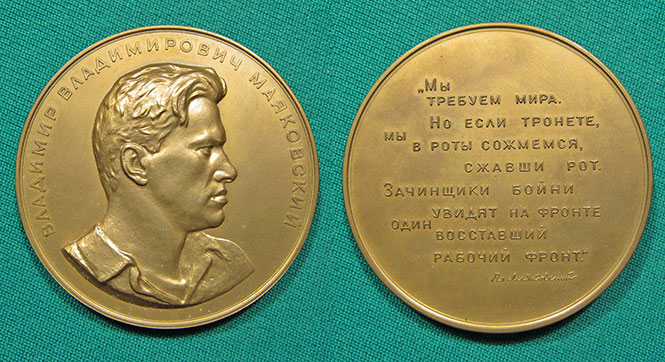 ВЛАДИМИР ВЛАДИМИРОВИЧ МАЯКОВСКИЙ
„Мы
ТРЕБУЕМ МИРА.
НО ЕСЛИ ТРОНЕТЕ,
МЫ
В РОТЫ СОЖМЕМСЯ,
СЖАВШИ РОТ.
ЗАЧИНЩИКИ БОЙНИ
УВИДЯТ НА ФРОНТЕ
ОДИН
ВОССТАВШИЙ
РАБОЧИЙ ФРОНТ."